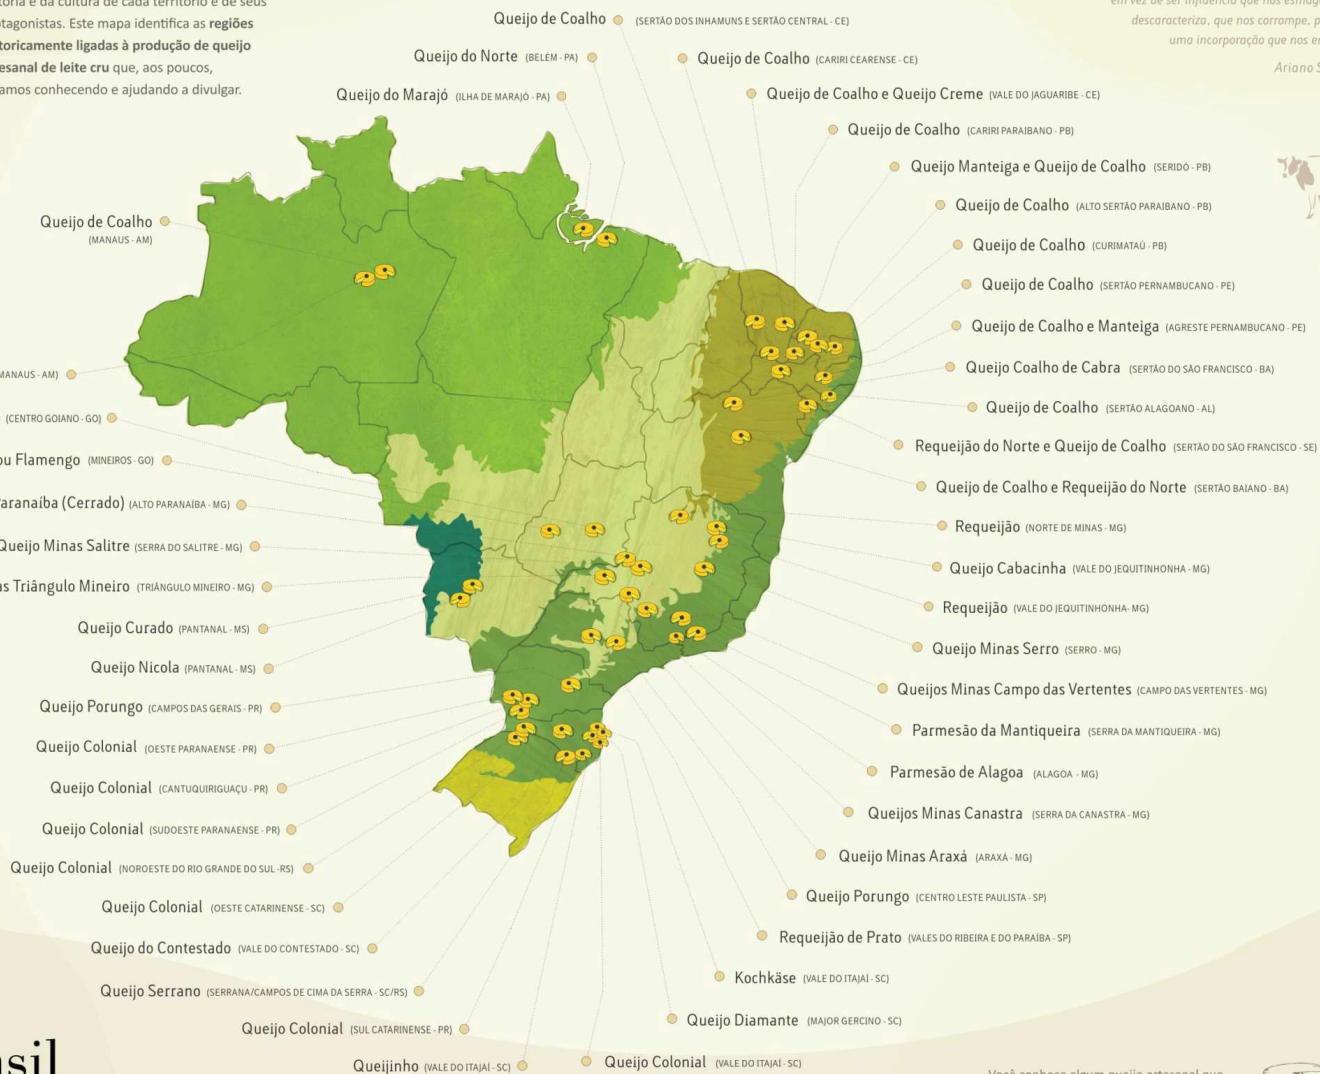 tória e da cultura de cada território e de seus
otagonistas. Este mapa identifica as regiões
toricamente ligadas à produção de queijo
esanal de leite cru que, aos poucos,
amos conhecendo e ajudando a divulgar.
descaracteriza, que nos corrompe, p
uma incorporação que nos en
Ariano S
Queijo de Coalho (SERTÃO DOS INHAMUNS E SERTÃO CENTRAL - CE)
Queijo do Norte (BELÉM - PA)
Queijo de Coalho (CARIRI CEARENSE - CE)
Queijo do Marajó (ILHA DE MARAJÓ - PA)
Queijo de Coalho e Queijo Creme (VALE DO JAGUARIBE - CE)
Queijo de Coalho (CARIRI PARAIBANO - PB)
Queijo Manteiga e Queijo de Coalho (SERIDÓ - PB)
Queijo de Coalho (ALTO SERTÃO PARAIBANO - PB)
Queijo de Coalho
(MANAUS - AM)
Queijo de Coalho (CURIMATAÚ - PB)
Queijo de Coalho (SERTÃO PERNAMBUCANO - PE)
Queijo de Coalho e Manteiga (AGRESTE PERNAMBUCANO - PE)
Queijo Coalho de Cabra (SERTÃO DO SÃO FRANCISCO - BA)
MANAUS - AM)
Queijo de Coalho (SERTÃO ALAGOANO - AL)
(CENTRO GOIANO - GO)
Requeijão do Norte e Queijo de Coalho (SERTÃO DO SÃO FRANCISCO - SE)
ou Flamengo (MINEIROS - GO)
Queijo de Coalho e Requeijão do Norte (SERTÃO BAIANO - BA)
Paranaíba (Cerrado) (ALTO PARANAÍBA - MG)
Requeijão (NORTE DE MINAS - MG)
Queijo Minas Salitre (SERRA DO SALITRE - MG)
Queijo Cabacinha (VALE DO JEQUITINHONHA - MG)
as Triângulo Mineiro (TRIÂNGULO MINEIRO - MG)
Requeijão (VALE DO JEQUITINHONHA- MG)
Queijo Curado (PANTANAL - MS)
Queijo Minas Serro (SERRO - MG)
Queijo Nicola (PANTANAL - MS)
Queijos Minas Campo das Vertentes (CAMPO DAS VERTENTES - MG)
Queijo Porungo (CAMPOS DAS GERAIS - PR)
Parmesão da Mantiqueira (SERRA DA MANTIQUEIRA - MG)
Queijo Colonial (OESTE PARANAENSE - PR)
Parmesão de Alagoa (ALAGOA - MG)
Queijo Colonial (CANTUQUIRIGUAÇU - PR)
Queijos Minas Canastra (SERRA DA CANASTRA - MG)
Queijo Colonial (SUDOESTE PARANAENSE - PR)
Queijo Minas Araxá (ARAXÁ - MG)
Queijo Colonial (NOROESTE DO RIO GRANDE DO SUL -RS)
Queijo Porungo (CENTRO LESTE PAULISTA - SP)
Queijo Colonial (OESTE CATARINENSE - SC)
Requeijão de Prato (VALES DO RIBEIRA E DO PARAÍBA - SP)
Queijo do Contestado (VALE DO CONTESTADO - SC)
Kochkäse (VALE DO ITAJAÍ - SC)
Queijo Serrano (SERRANA/CAMPOS DE CIMA DA SERRA - SC/RS)
Queijo Diamante (MAJOR GERCINO - SC)
Queijo Colonial (SUL CATARINENSE - PR)
Queijinho (VALE DO ITAJAÍ - SC)
Queijo Colonial (VALE DO ITAJAÍ - SC)
asil